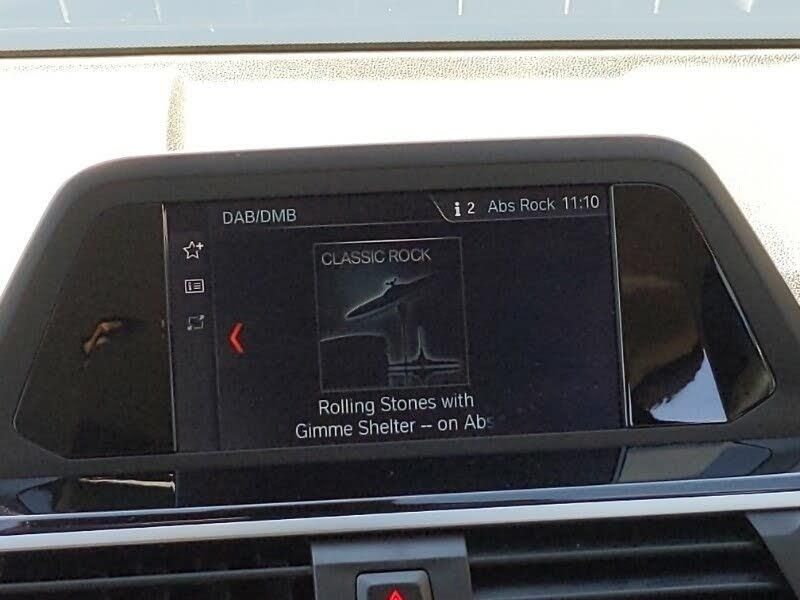 DAB/DMB
i 2 Abs Rock 11:10
CLASSIC ROCK
Rolling Stones with
Gimme Shelter -- on Abs